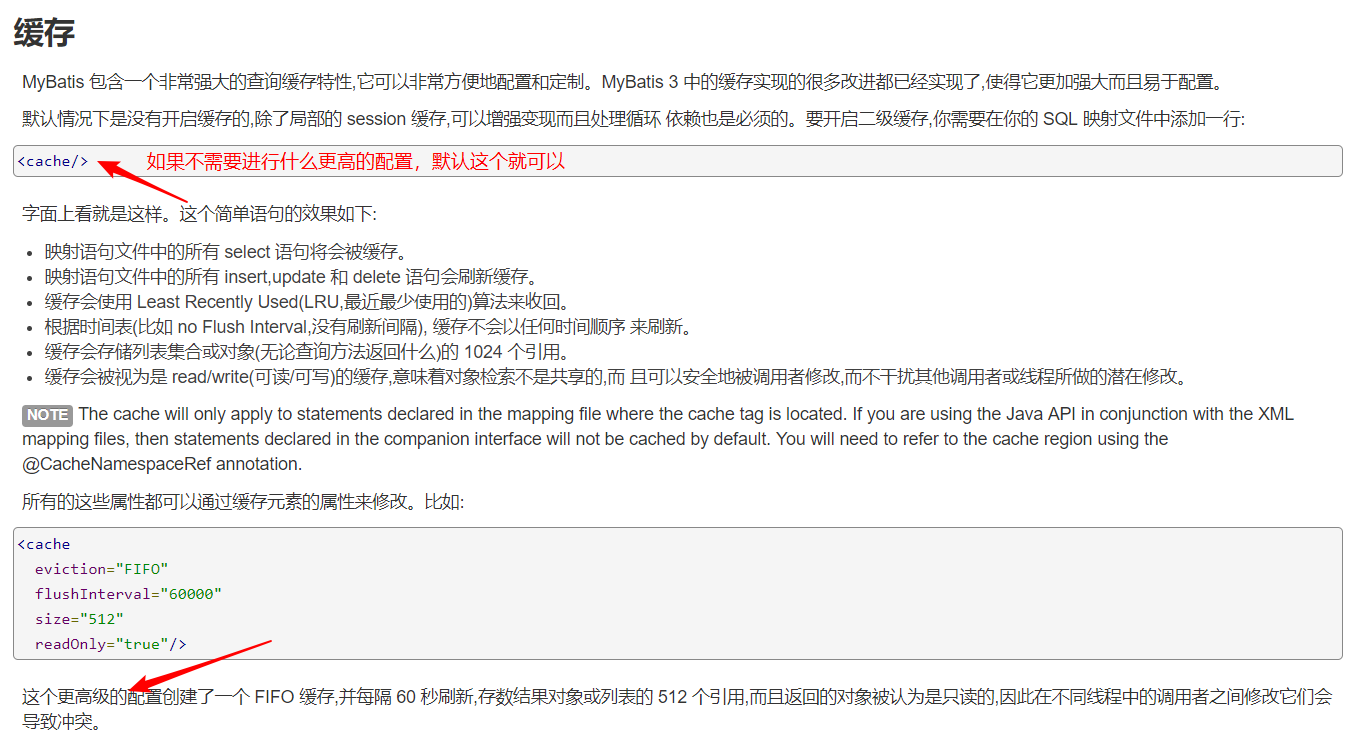 缓存
MyBatis 包含一个非常强大的查询缓存特性,它可以非常方便地配置和定制。MyBatis 3 中的缓存实现的很多改进都已经实现了,使得它更加强大而且易于配置。
默认情况下是没有开启缓存的,除了局部的 session 缓存,可以增强变现而且处理循环 依赖也是必须的。要开启二级缓存,你需要在你的 SQL 映射文件中添加一行:
<cache/> 如果不需要进行什么更高的配置，默认这个就可以
字面上看就是这样。这个简单语句的效果如下:
• 映射语句文件中的所有 select 语句将会被缓存。
• 映射语句文件中的所有 insert,update 和 delete 语句会刷新缓存。
• 缓存会使用 Least Recently Used(LRU,最近最少使用的)算法来收回。
• 根据时间表(比如 no Flush Interval,没有刷新间隔), 缓存不会以任何时间顺序 来刷新。
• 缓存会存储列表集合或对象(无论查询方法返回什么)的 1024 个引用。
• 缓存会被视为是 read/write(可读/可写)的缓存,意味着对象检索不是共享的,而 且可以安全地被调用者修改,而不干扰其他调用者或线程所做的潜在修改。
NOTE The cache will only apply to statements declared in the mapping file where the cache tag is located. If you are using the Java API in conjunction with the XML
mapping files, then statements declared in the companion interface will not be cached by default. You will need to refer to the cache region using the
@CacheNamespaceRef annotation.
所有的这些属性都可以通过缓存元素的属性来修改。比如:
<cache
eviction="FIFO"
flushInterval="60000"
size="512"
readOnly="true"/>
这个更高级的配置创建了一个 FIFO 缓存,并每隔 60 秒刷新,存数结果对象或列表的 512 个引用,而且返回的对象被认为是只读的,因此在不同线程中的调用者之间修改它们会
导致冲突。